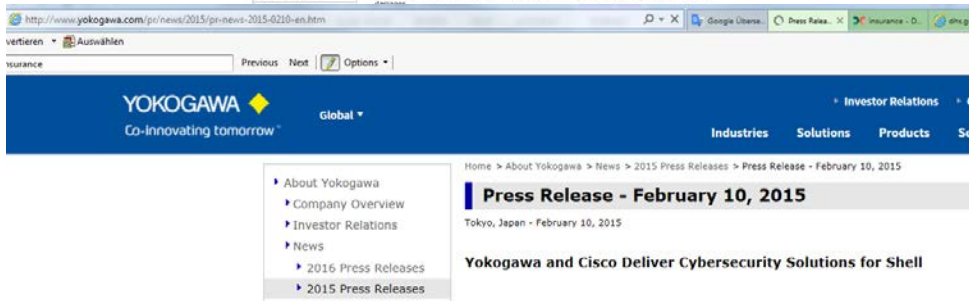 http://www.yokogawa.com/pr/news/2015/pr-news-2015-0210-en.htm
Google Überse...
Press Relea...
insurance - D...
vertieren
Auswählen
nsurance
Previous Next
Options
YOKOGAWA
Co-innovating tomorrow™
Global
Investor Relations
Industries Solutions Products
Home > About Yokogawa > News > 2015 Press Releases > Press Release - February 10, 2015
About Yokogawa
Company Overview
Investor Relations
News
2016 Press Releases
2015 Press Releases
Press Release - February 10, 2015
Tokyo, Japan - February 10, 2015
Yokogawa and Cisco Deliver Cybersecurity Solutions for Shell